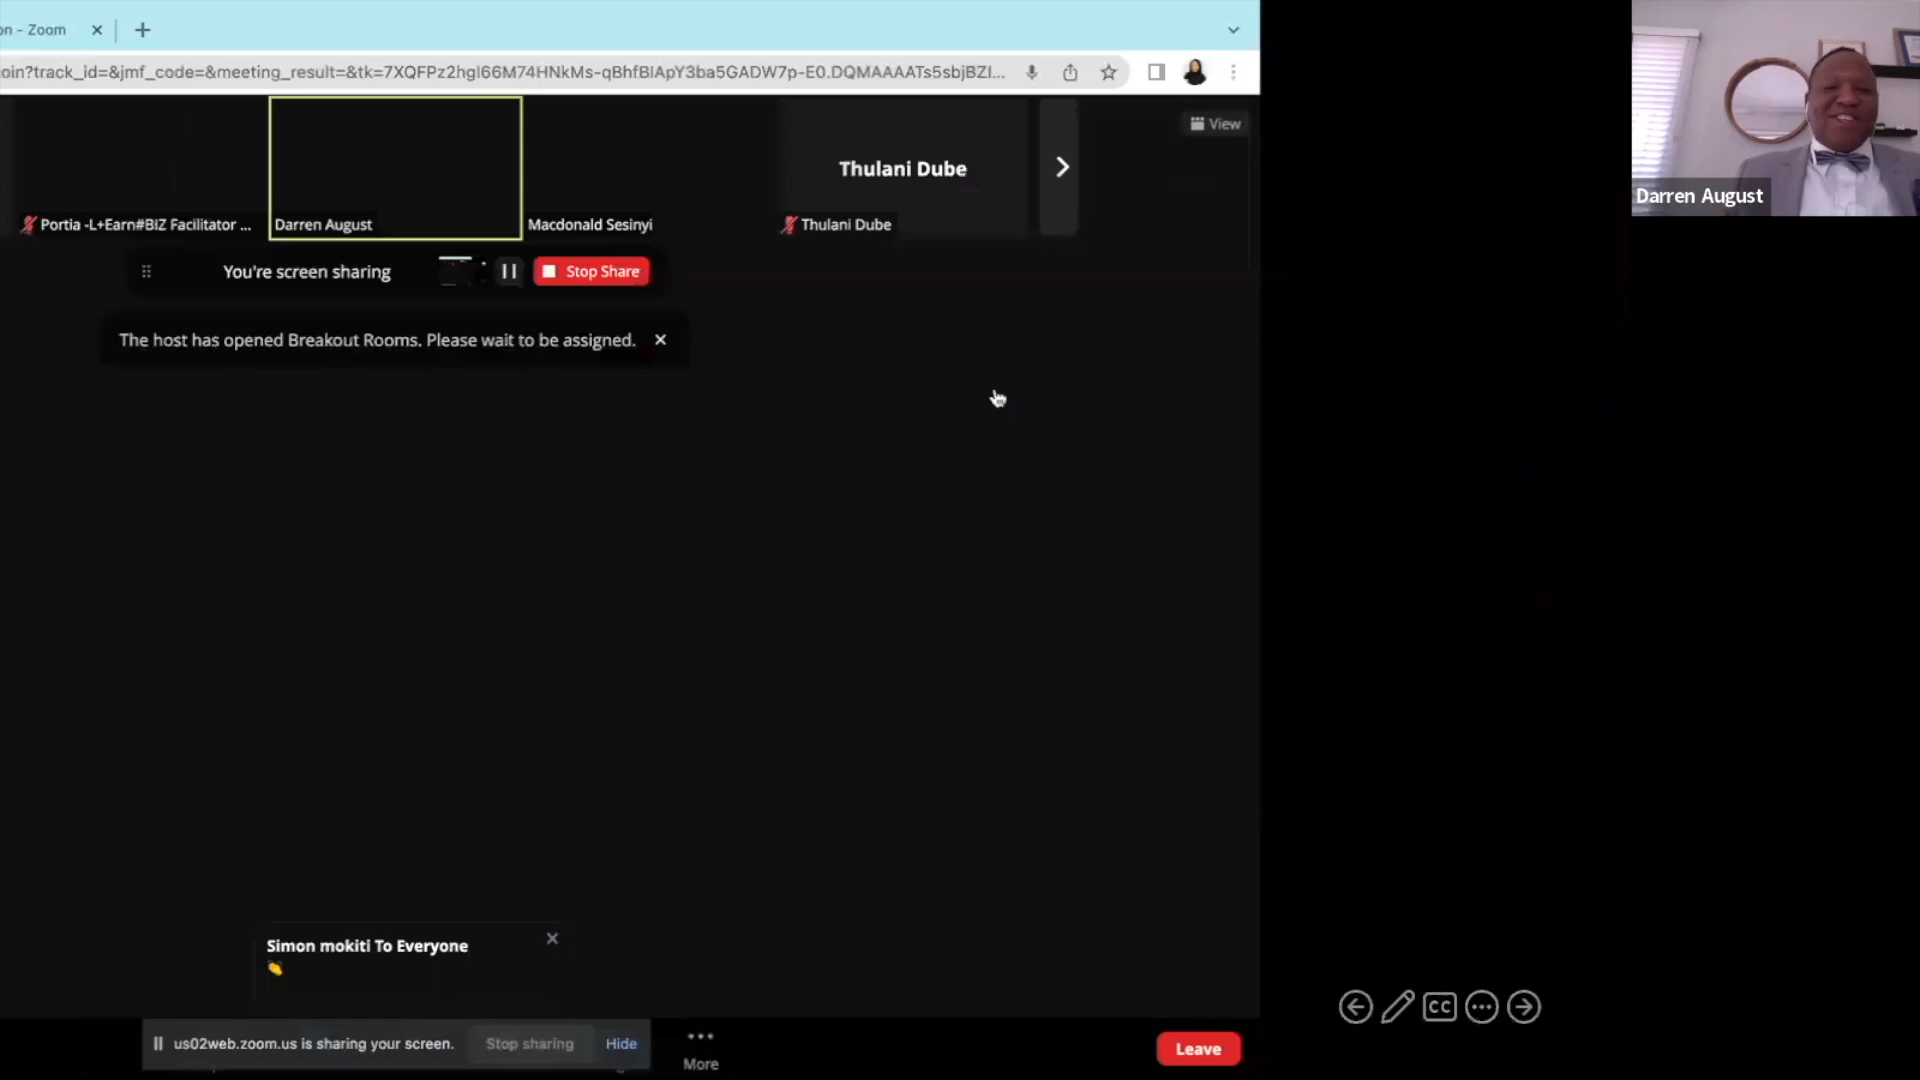 on - Zoom
oin?track_id=&jmf_code=&meeting_result=&tk=7XQFPz2hgI66M74HNkMs-qBhfBIApY3ba5GADW7p-E0.DQMAAAATs5sbjBZI...
View
Thulani Dube
Portia -L+Earn#BIZ Facilitator ...
Darren August
Macdonald Sesinyi
Thulani Dube
Darren August
You're screen sharing
Stop Share
The host has opened Breakout Rooms. Please wait to be assigned.
Simon mokiti To Everyone
us02web.zoom.us is sharing your screen.
Stop sharing
Hide
More
Leave
CC